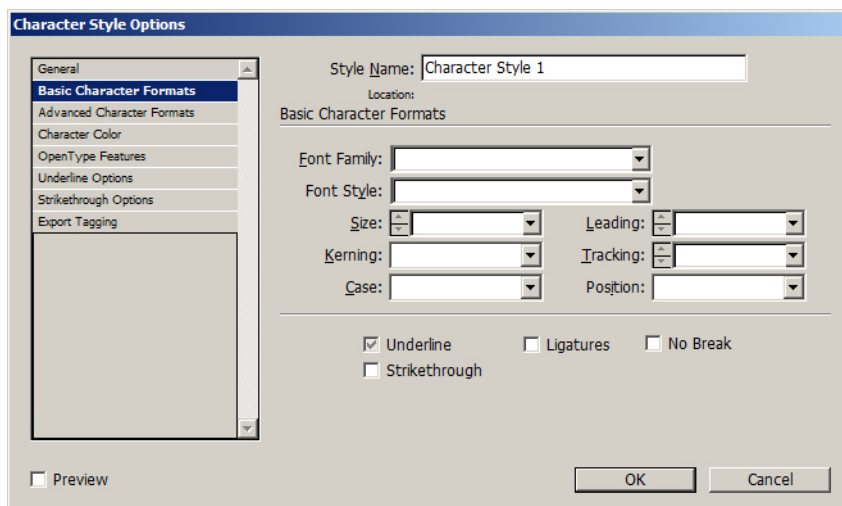 Character Style Options
General
Basic Character Formats
Advanced Character Formats
Character Color
OpenType Features
Underline Options
Strikethrough Options
Export Tagging
Style Name: Character Style 1
Location:
Basic Character Formats
Font Family:
Font Style:
Size: Leading:
Kerning: Tracking:
Case: Position:
Underline Ligatures No Break
Strikethrough
Preview OK Cancel